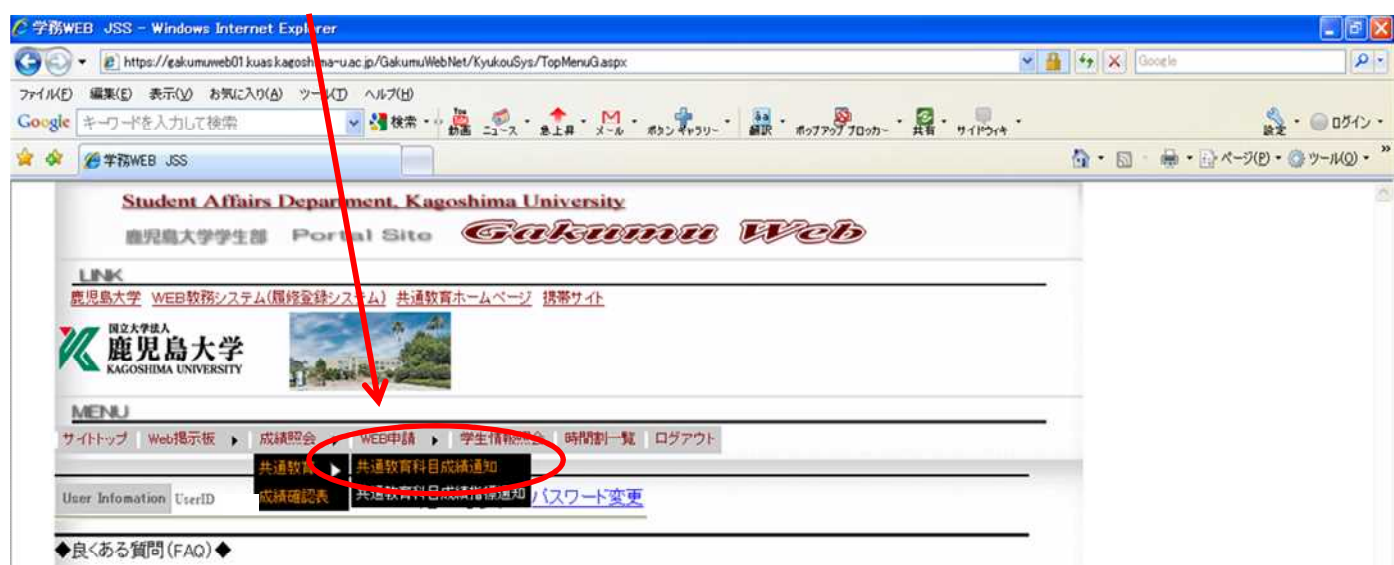 学務WEB JSS - Windows Internet Explorer
https://gakumuweb01.kuas.kagoshima-u.ac.jp/GakumuWebNet/KyukouSys/TopMenuG.aspx
Google
ファイル(F) 編集(E) 表示(V) お気に入り(A) ツール(T) ヘルプ(H)
Google キーワードを入力して検索 検索 You 動画 ニュース 急上昇 メール ボタン ギャラリー 翻訳 ポップアップ ブロッカー 共有 サイドウィキ 設定 ログイン
学務WEB JSS ページ(P) ツール(O) »
Student Affairs Department, Kagoshima University
鹿児島大学学生部 Portal Site Gakumu Web
LINK
鹿児島大学 WEB教務システム(履修登録システム) 共通教育ホームページ 携帯サイト
国立大学法人
鹿児島大学
KAGOSHIMA UNIVERSITY
MENU
サイトトップ Web掲示板 成績照会 WEB申請 学生情報照会 時間割一覧 ログアウト
共通教育 共通教育科目成績通知
User Infomation UserID 成績確認表 共通教育科目成績指標通知 パスワード変更
◆良くある質問(FAQ)◆